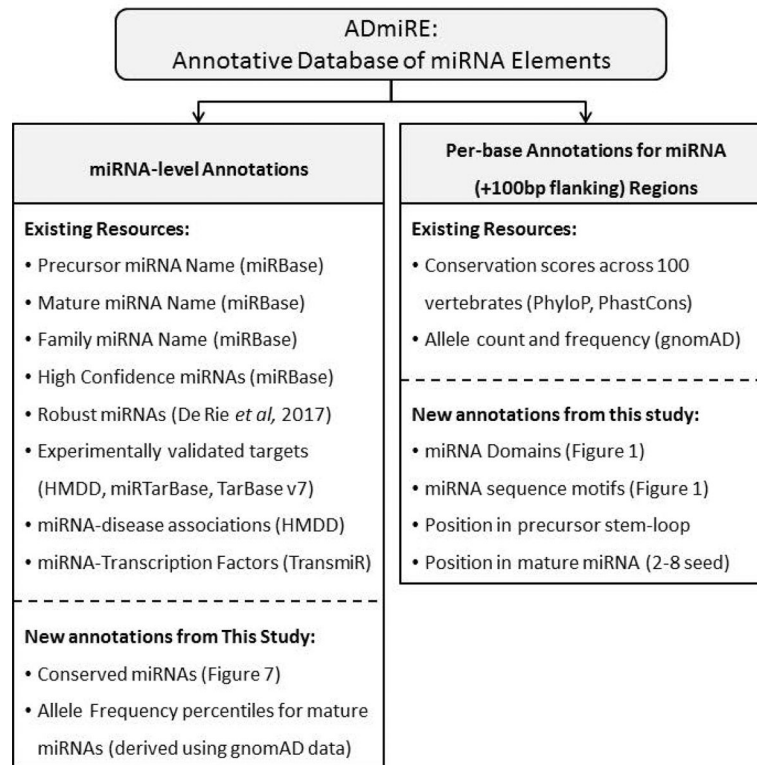 ADmiRE:
Annotative Database of miRNA Elements
miRNA-level Annotations
Existing Resources:
• Precursor miRNA Name (miRBase)
• Mature miRNA Name (miRBase)
• Family miRNA Name (miRBase)
• High Confidence miRNAs (miRBase)
• Robust miRNAs (De Rie et al, 2017)
• Experimentally validated targets
(HMDD, miRTarBase, TarBase v7)
• miRNA-disease associations (HMDD)
• miRNA-Transcription Factors (TransmiR)
New annotations from This Study:
• Conserved miRNAs (Figure 7)
• Allele Frequency percentiles for mature
miRNAs (derived using gnomAD data)
Per-base Annotations for miRNA
(+100bp flanking) Regions
Existing Resources:
• Conservation scores across 100
vertebrates (PhyloP, PhastCons)
• Allele count and frequency (gnomAD)
New annotations from this study:
• miRNA Domains (Figure 1)
• miRNA sequence motifs (Figure 1)
• Position in precursor stem-loop
• Position in mature miRNA (2-8 seed)